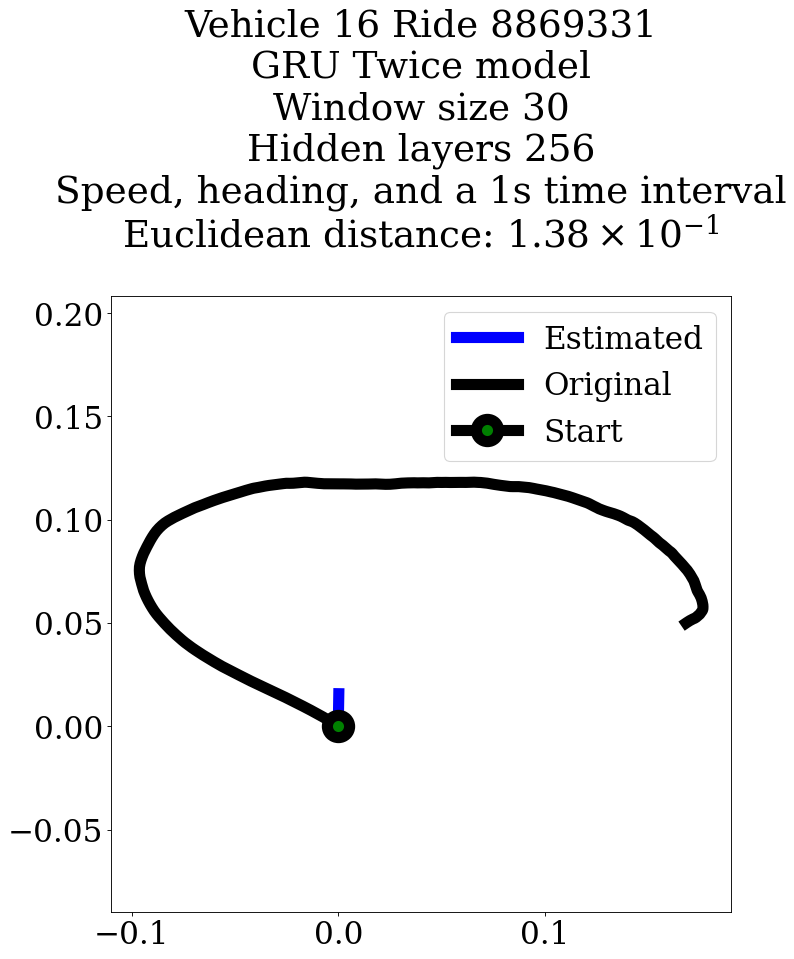 Vehicle 16 Ride 8869331
GRU Twice model
Window size 30
Hidden layers 256
Speed, heading, and a 1s time interval
Euclidean distance: 1.38 × 10⁻¹
Estimated
Original
Start
0.20
0.15
0.10
0.05
0.00
−0.05
−0.1 0.0 0.1